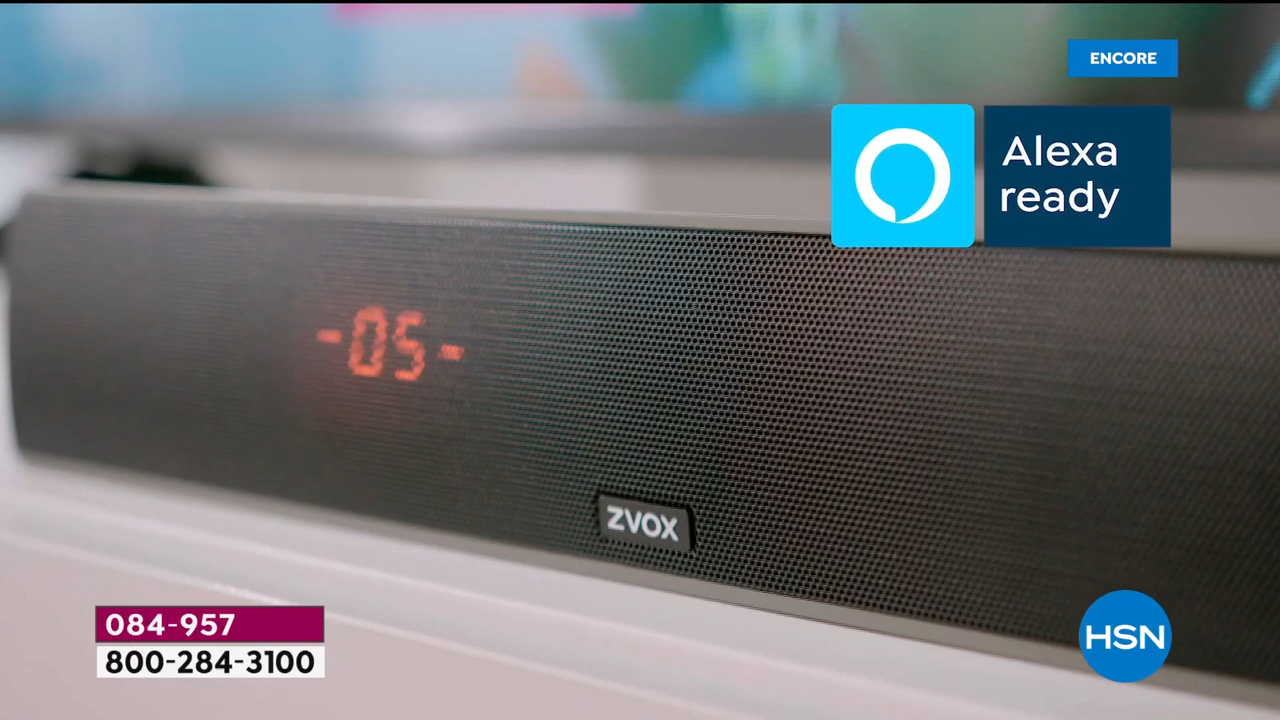 ENCORE
Alexa
ready
-05-
ZVOX
084-957
800-284-3100
HSN